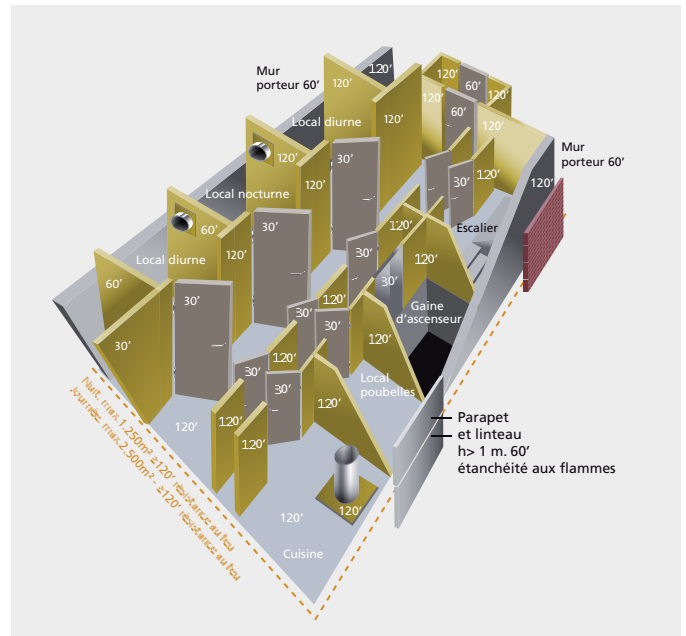 Mur
porteur 60’
120’
120’
120’
60’
120’
Local diurne
120’
120’
60’
120’
Mur
porteur 60’
120’
120’
30’
120’
120’
30’
120’
Local nocturne
120’
Escalier
60’
30’
120’
Local diurne
120’
30’
120’
60’
30’
120’
Gaine
d’ascenseur
30’
30’
120’
30’
120’
Local
poubelles
120’
30’
30’
120’
120’
120’
Parapet
et linteau
h> 1 m. 60’
étanchéité aux flammes
120’
120’
Cuisine
Nuit. max 1.250m² ≥120’ résistance au feu
Journée. max 2.500m² - ≥120’ résistance au feu